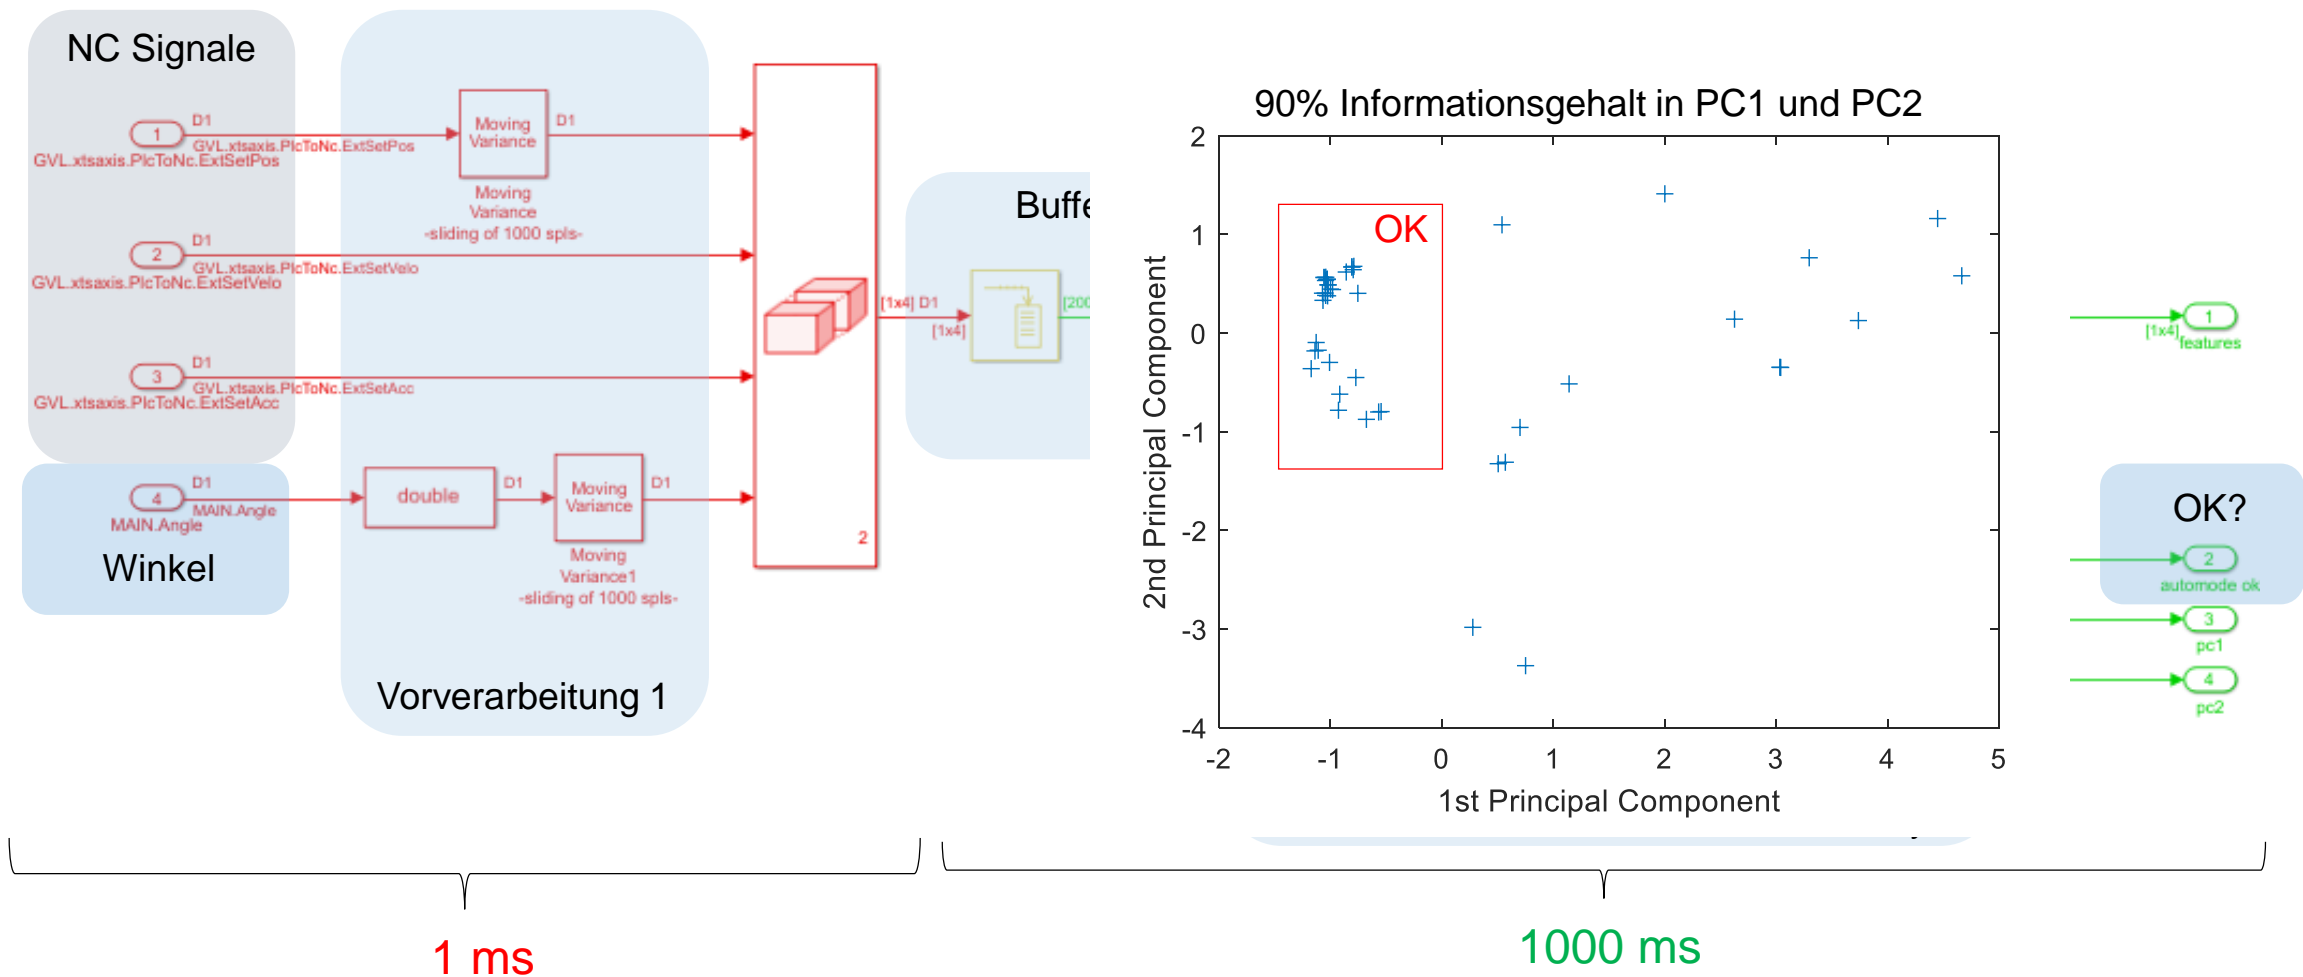 NC Signale
1
D1
GVL.xtsaxis.PlcToNc.ExtSetPos
GVL.xtsaxis.PlcToNc.ExtSetPos
Moving
Variance
D1
Moving
Variance
-sliding of 1000 spls-
2
D1
GVL.xtsaxis.PlcToNc.ExtSetVelo
GVL.xtsaxis.PlcToNc.ExtSetVelo
3
D1
GVL.xtsaxis.PlcToNc.ExtSetAcc
GVL.xtsaxis.PlcToNc.ExtSetAcc
4
D1
MAIN.Angle
MAIN.Angle
Winkel
double
D1
Moving
Variance
D1
Moving
Variance1
-sliding of 1000 spls-
Vorverarbeitung 1
2
[1x4] D1
[1x4]
Buffe
[200
90% Informationsgehalt in PC1 und PC2
OK
2
1
0
-1
-2
-3
-4
2nd Principal Component
-2 -1 0 1 2 3 4 5
1st Principal Component
[1x4]
1
features
OK?
2
automode ok
3
pc1
4
pc2
1 ms
1000 ms